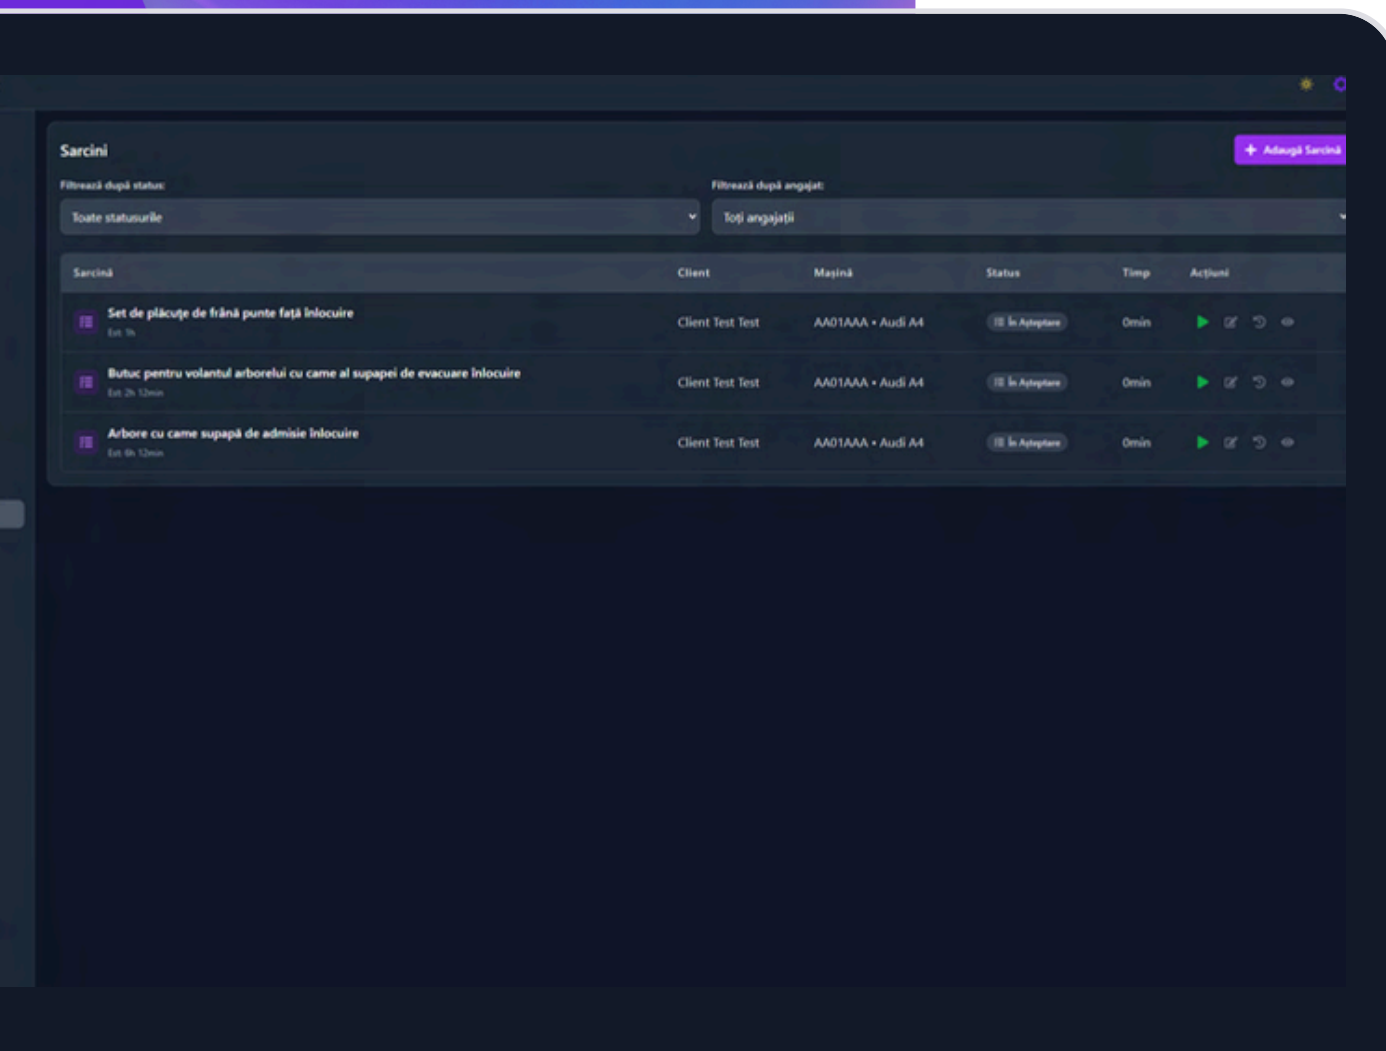 Sarcini
+ Adaugă Sarcină
Filtrează după status:
Filtrează după angajat:
Toate statusurile
Toți angajații
Sarcină Client Mașină Status Timp Acțiuni
Set de plăcuțe de frână punte față înlocuire
Est: 1h
Client Test Test AA01AAA • Audi A4 În Așteptare 0min
Butuc pentru volantul arborelui cu came al supapei de evacuare înlocuire
Est: 2h 12min
Client Test Test AA01AAA • Audi A4 În Așteptare 0min
Arbore cu came supapă de admisie înlocuire
Est: 6h 12min
Client Test Test AA01AAA • Audi A4 În Așteptare 0min